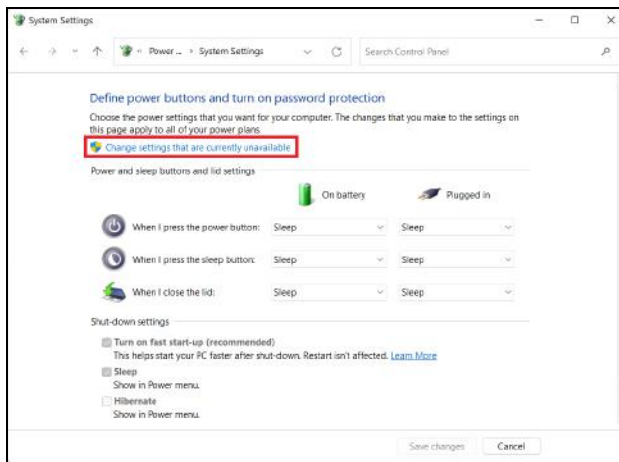 System Settings
Power ... › System Settings
Search Control Panel
Define power buttons and turn on password protection
Choose the power settings that you want for your computer. The changes that you make to the settings on
this page apply to all of your power plans.
Change settings that are currently unavailable
Power and sleep buttons and lid settings
On battery Plugged in
When I press the power button: Sleep Sleep
When I press the sleep button: Sleep Sleep
When I close the lid: Sleep Sleep
Shut-down settings
Turn on fast start-up (recommended)
This helps start your PC faster after shut-down. Restart isn't affected. Learn More
Sleep
Show in Power menu.
Hibernate
Show in Power menu.
Save changes Cancel